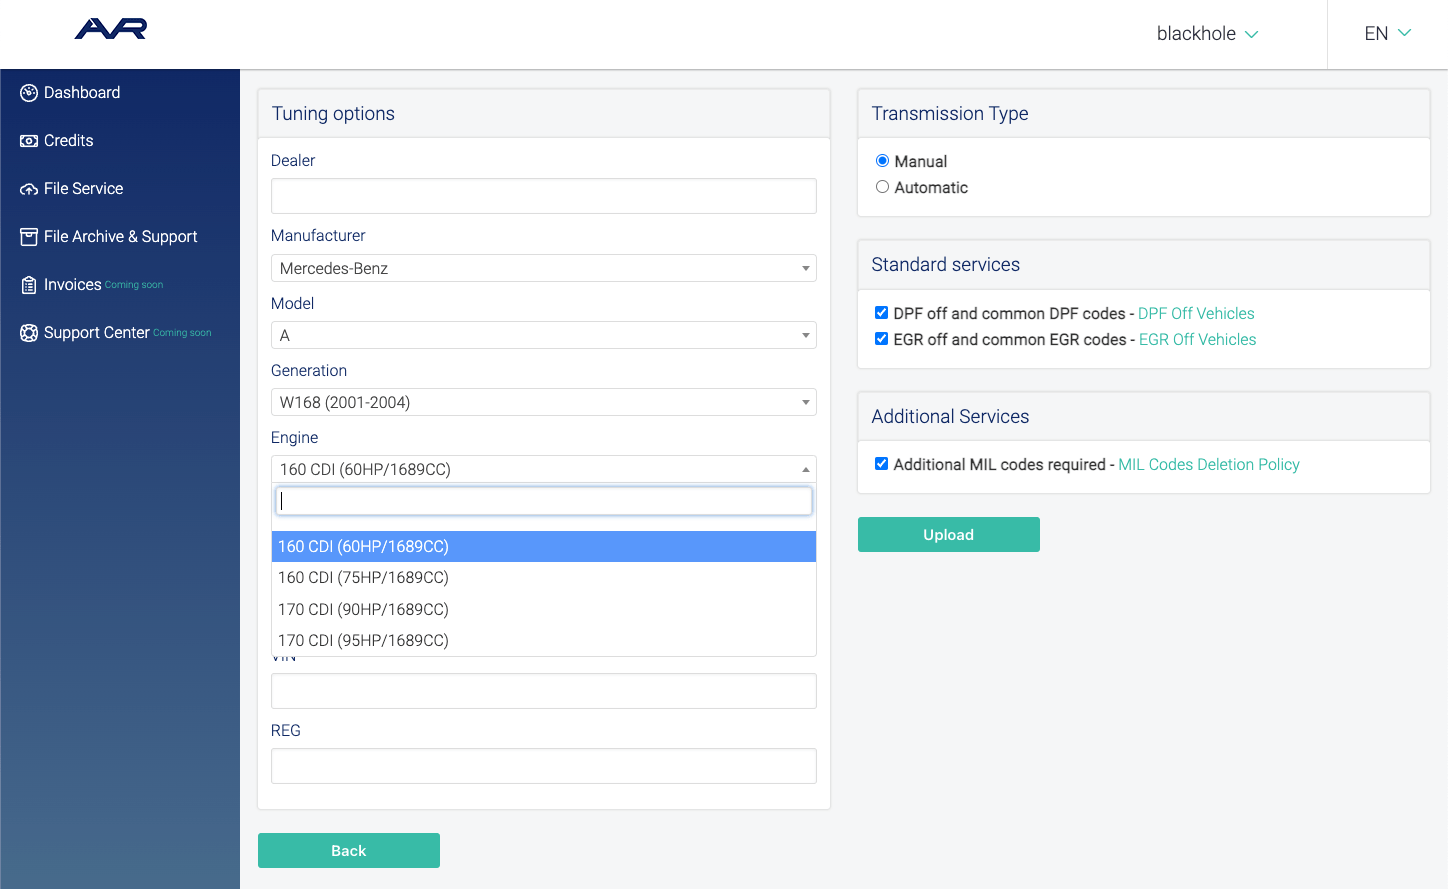 AVR
blackhole
EN
Dashboard
Credits
File Service
File Archive & Support
Invoices Coming soon
Support Center Coming soon
Tuning options
Dealer
Manufacturer
Mercedes-Benz
Model
A
Generation
W168 (2001-2004)
Engine
160 CDI (60HP/1689CC)
160 CDI (60HP/1689CC)
160 CDI (75HP/1689CC)
170 CDI (90HP/1689CC)
170 CDI (95HP/1689CC)
VIN
REG
Back
Transmission Type
Manual
Automatic
Standard services
DPF off and common DPF codes - DPF Off Vehicles
EGR off and common EGR codes - EGR Off Vehicles
Additional Services
Additional MIL codes required - MIL Codes Deletion Policy
Upload